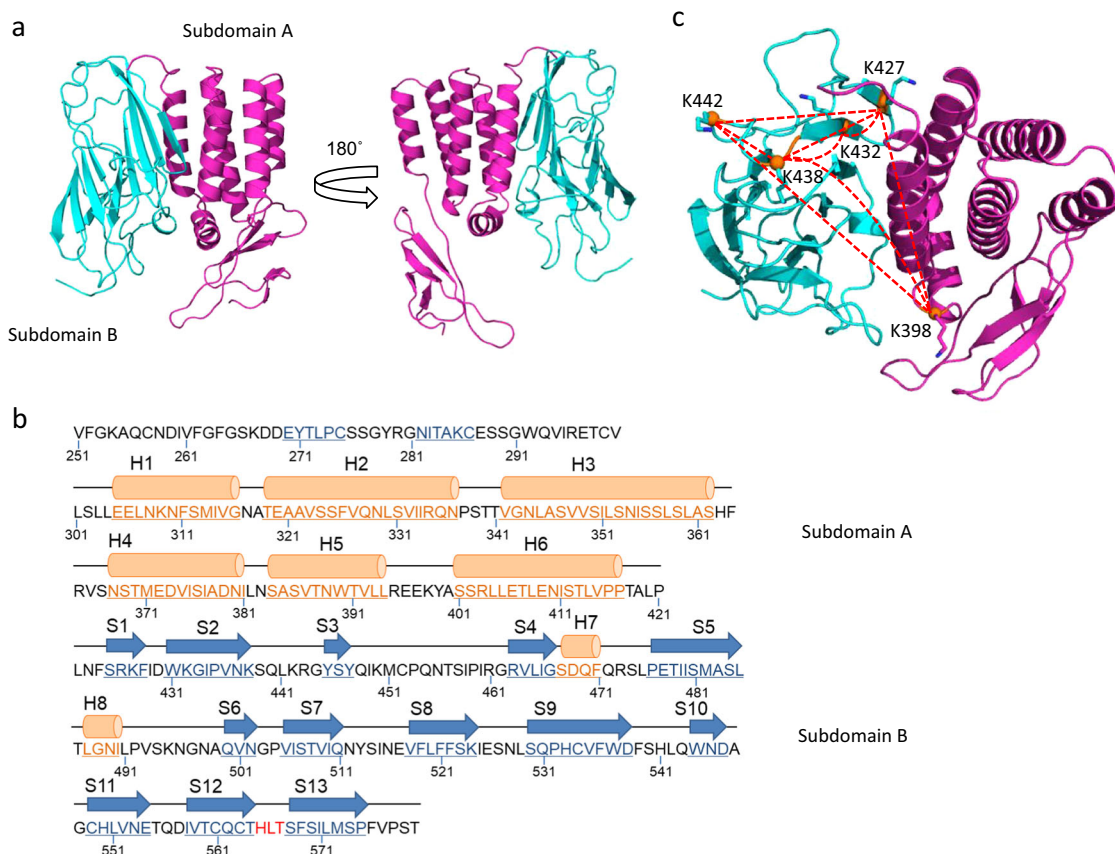 a
Subdomain A
180°
Subdomain B
c
K427
K442
K432
K438
K398
b
VFGKAQCNDIVFGFGSKDDEYTLPCSSGYRGNITAKCESSGWQVIRETCV
251 261 271 281 291
H1 H2 H3
LSLLEELNKNFSMIVGNATEAAVSSFVQNLSVIIRQNPSTTVGNLASVVSILSNISSLSLASHF
301 311 321 331 341 351 361
Subdomain A
H4 H5 H6
RVSNSTMEDVISIADNILNSASVTNWTVLLREEKYASSRLLETLENISTLVPPTALP
371 381 391 401 411 421
S1 S2 S3 S4 H7 S5
LNFSRKFIDWKGIPVNKSQLKRGYSYQIKMCPQNTSIPIRGRVLIGSDQFQRSLPETIISMASL
431 441 451 461 471 481
H8 S6 S7 S8 S9 S10
Subdomain B
TLGNILPVSKNGNAQVNGPVISTVIQNYSINEVFLFFSKIESNLSQPHCVFWDFSHLQWNDA
491 501 511 521 531 541
S11 S12 S13
GCHLVNETQDIVTCQCTHLTSFSILMSPFVPST
551 561 571